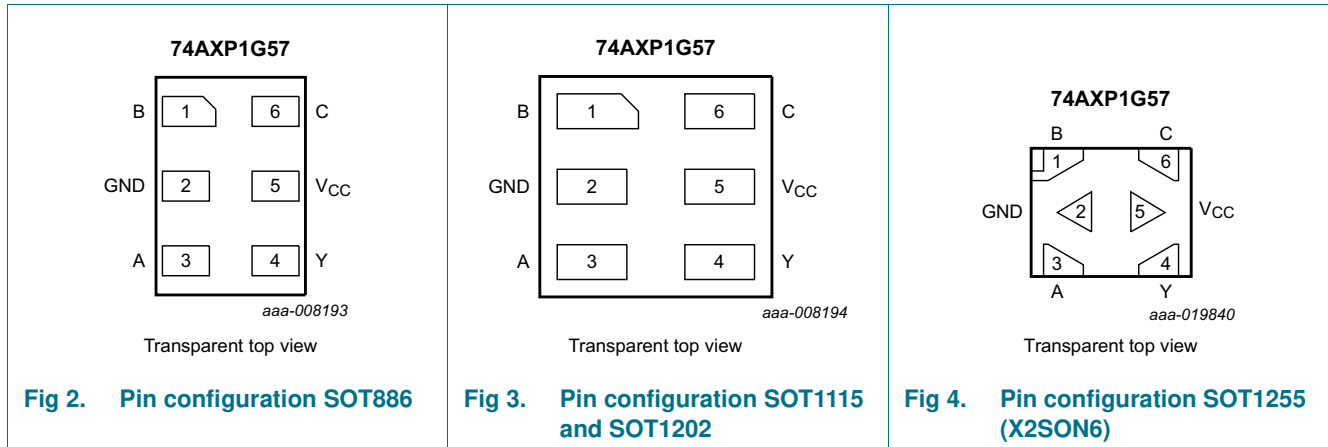 74AXP1G57
B 1 6 C
GND 2 5 VCC
A 3 4 Y
aaa-008193
Transparent top view
Fig 2. Pin configuration SOT886
74AXP1G57
B 1 6 C
GND 2 5 VCC
A 3 4 Y
aaa-008194
Transparent top view
Fig 3. Pin configuration SOT1115
and SOT1202
74AXP1G57
B C
1 6
GND 2 5 VCC
3 4
A Y
aaa-019840
Transparent top view
Fig 4. Pin configuration SOT1255
(X2SON6)